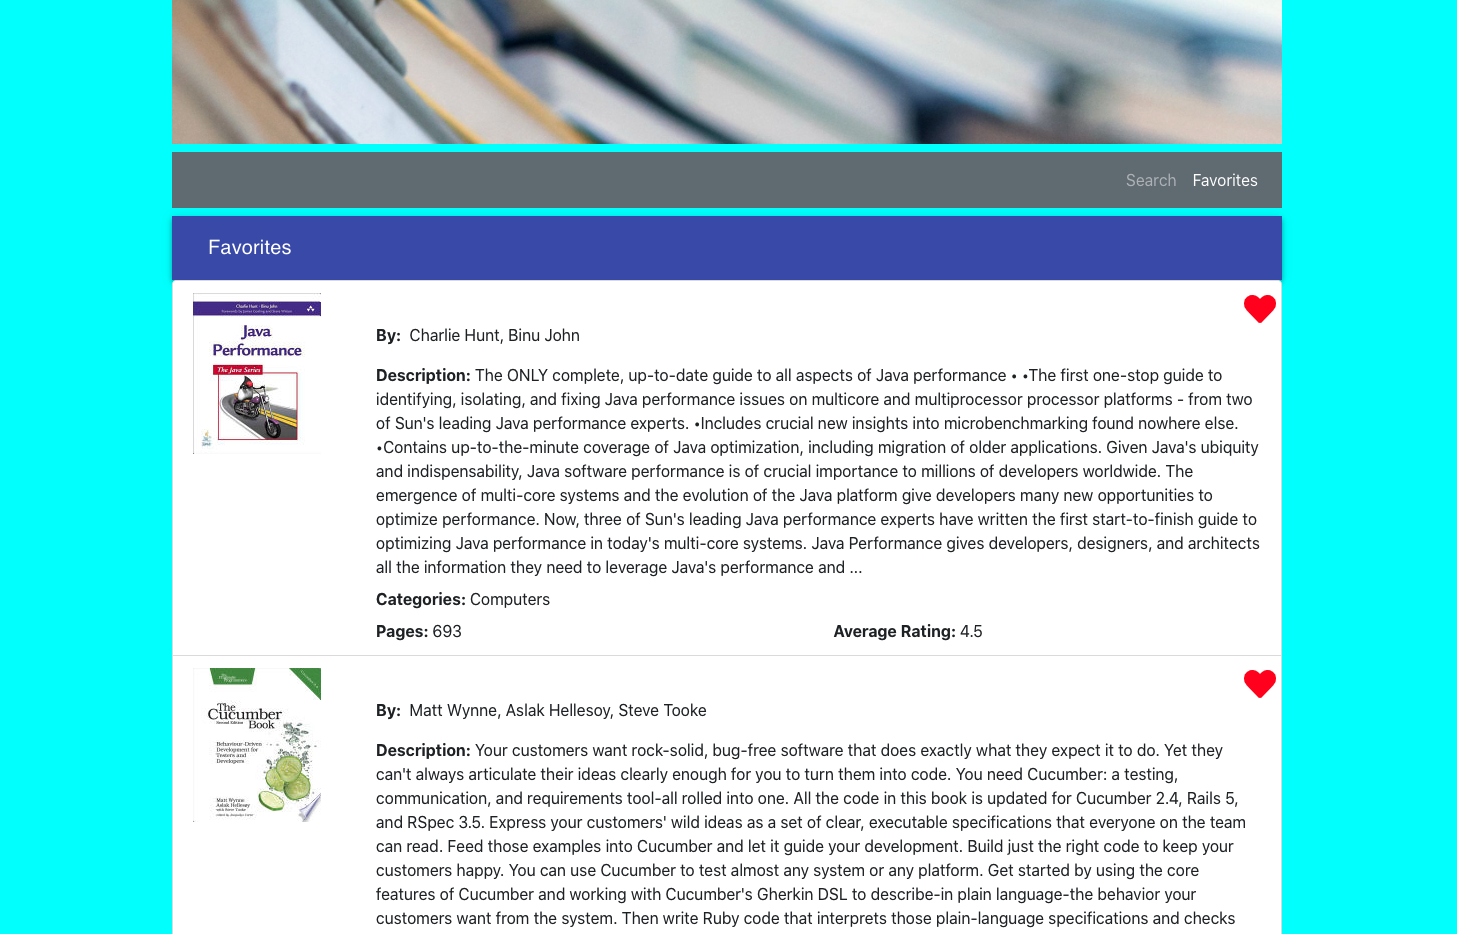 Search Favorites
Favorites
Charlie Hunt · Binu John
Java
Performance
The Java Series
By: Charlie Hunt, Binu John
Description: The ONLY complete, up-to-date guide to all aspects of Java performance • •The first one-stop guide to
identifying, isolating, and fixing Java performance issues on multicore and multiprocessor processor platforms - from two
of Sun's leading Java performance experts. •Includes crucial new insights into microbenchmarking found nowhere else.
•Contains up-to-the-minute coverage of Java optimization, including migration of older applications. Given Java's ubiquity
and indispensability, Java software performance is of crucial importance to millions of developers worldwide. The
emergence of multi-core systems and the evolution of the Java platform give developers many new opportunities to
optimize performance. Now, three of Sun's leading Java performance experts have written the first start-to-finish guide to
optimizing Java performance in today's multi-core systems. Java Performance gives developers, designers, and architects
all the information they need to leverage Java's performance and ...
Categories: Computers
Pages: 693 Average Rating: 4.5
The
Cucumber
Book
Second Edition
Behaviour-Driven
Development for
Testers and
Developers
Matt Wynne
Aslak Hellesøy
with Steve Tooke
By: Matt Wynne, Aslak Hellesoy, Steve Tooke
Description: Your customers want rock-solid, bug-free software that does exactly what they expect it to do. Yet they
can't always articulate their ideas clearly enough for you to turn them into code. You need Cucumber: a testing,
communication, and requirements tool-all rolled into one. All the code in this book is updated for Cucumber 2.4, Rails 5,
and RSpec 3.5. Express your customers' wild ideas as a set of clear, executable specifications that everyone on the team
can read. Feed those examples into Cucumber and let it guide your development. Build just the right code to keep your
customers happy. You can use Cucumber to test almost any system or any platform. Get started by using the core
features of Cucumber and working with Cucumber's Gherkin DSL to describe-in plain language-the behavior your
customers want from the system. Then write Ruby code that interprets those plain-language specifications and checks